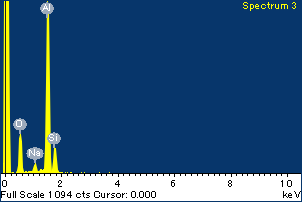 Spectrum 3
Al
O
Na
Si
0 2 4 6 8 10
Full Scale 1094 cts Cursor: 0.000 keV